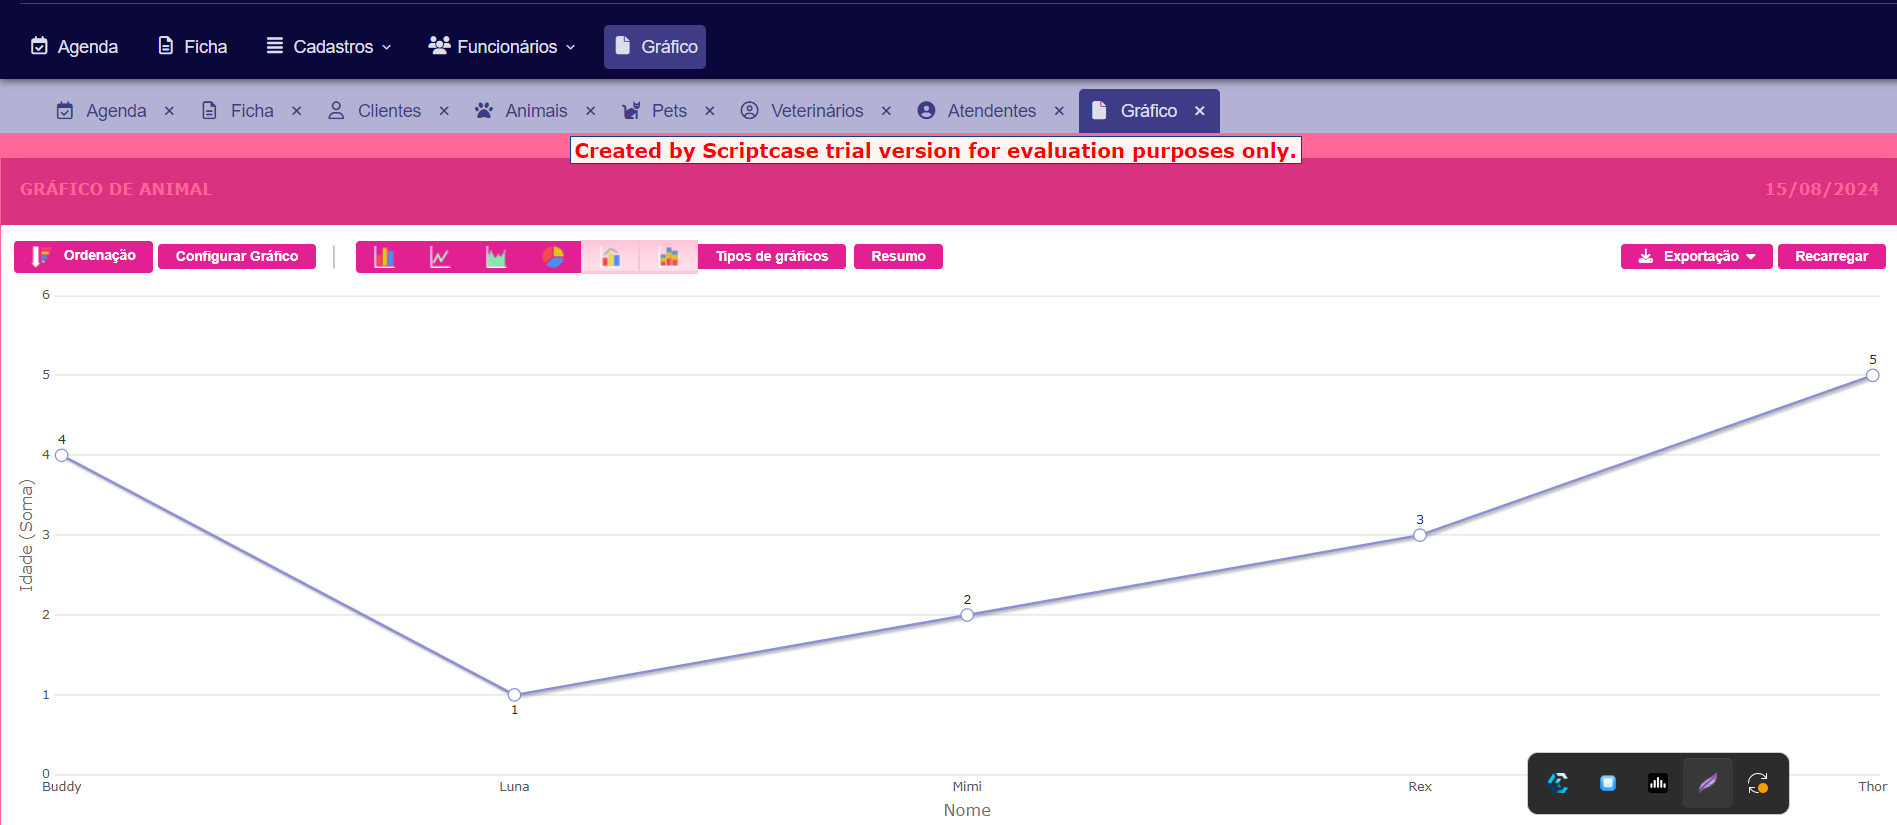 Agenda Ficha Cadastros Funcionários Gráfico
Agenda Ficha Clientes Animais Pets Veterinários Atendentes Gráfico
Created by Scriptcase trial version for evaluation purposes only.
GRÁFICO DE ANIMAL 15/08/2024
Ordenação Configurar Gráfico Tipos de gráficos Resumo Exportação Recarregar
6
5
4
3
2
1
0
Idade (Soma)
4
1
2
3
5
Buddy Luna Mimi Rex Thor
Nome